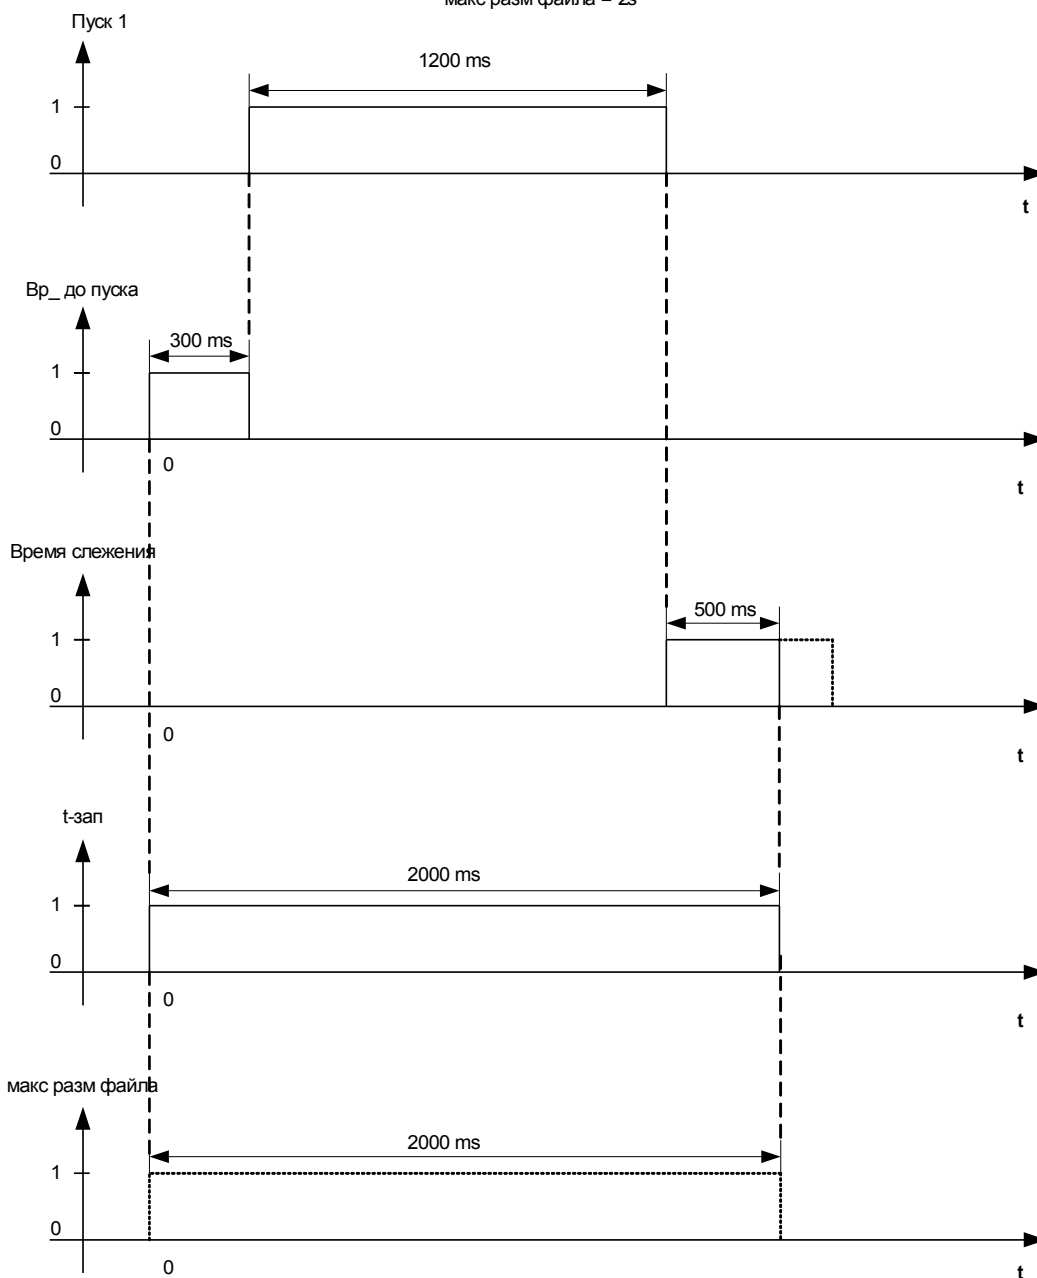 макс разм файла = 2s
Пуск 1
1200 ms
1
0
t
Вр_ до пуска
300 ms
1
0
0
t
Время слежения
500 ms
1
0
0
t
t-зап
2000 ms
1
0
0
t
макс разм файла
2000 ms
1
0
0
t